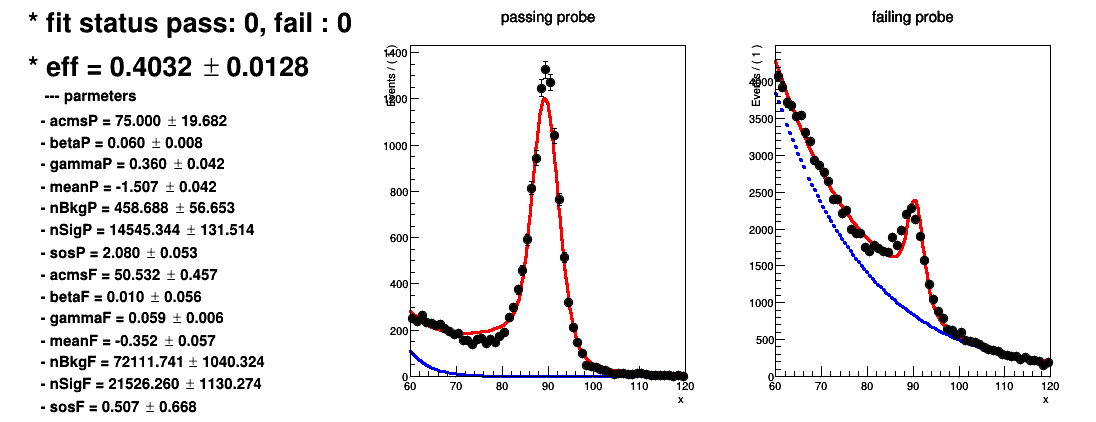 * fit status pass: 0, fail : 0
* eff = 0.4032 ± 0.0128
--- parmeters
- acmsP = 75.000 ± 19.682
- betaP = 0.060 ± 0.008
- gammaP = 0.360 ± 0.042
- meanP = -1.507 ± 0.042
- nBkgP = 458.688 ± 56.653
- nSigP = 14545.344 ± 131.514
- sosP = 2.080 ± 0.053
- acmsF = 50.532 ± 0.457
- betaF = 0.010 ± 0.056
- gammaF = 0.059 ± 0.006
- meanF = -0.352 ± 0.057
- nBkgF = 72111.741 ± 1040.324
- nSigF = 21526.260 ± 1130.274
- sosF = 0.507 ± 0.668
passing probe
Events / ( 1 )
1400
1200
1000
800
600
400
200
0
60 70 80 90 100 110 120
x
failing probe
Events / ( 1 )
4000
3500
3000
2500
2000
1500
1000
500
0
60 70 80 90 100 110 120
x